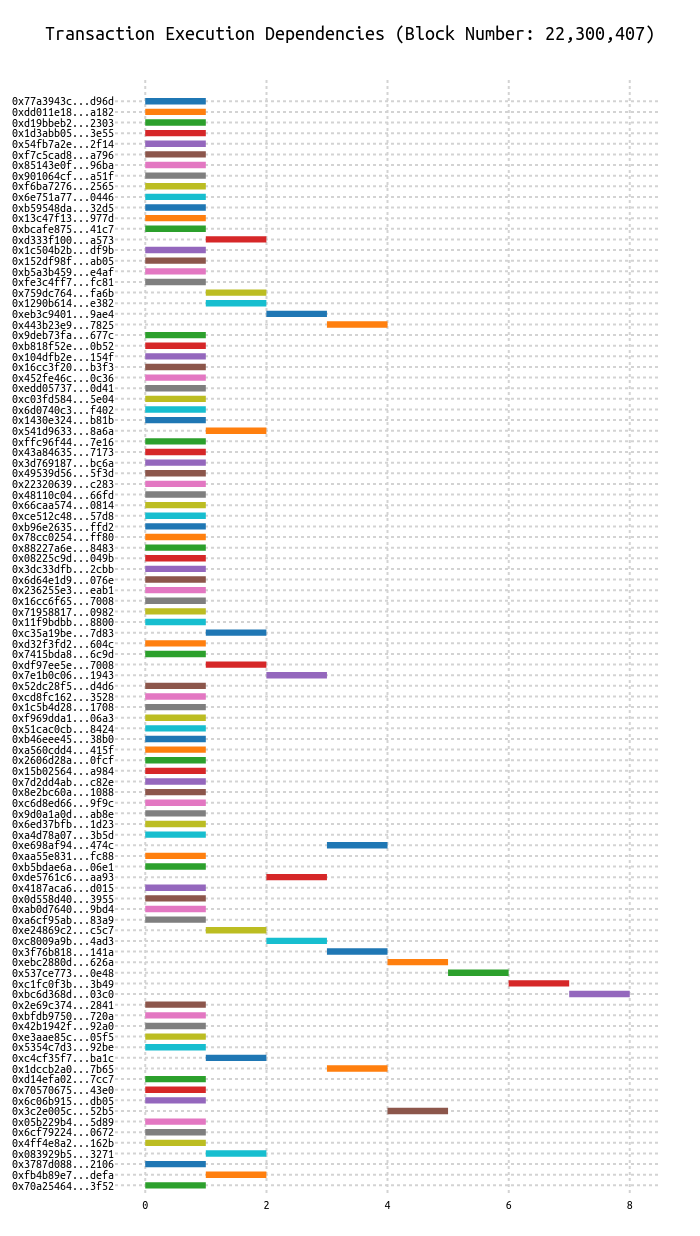 Transaction Execution Dependencies (Block Number: 22,300,407)
0x77a3943c...d96d
0xdd011e18...a182
0xd19bbeb2...2303
0x1d3abb05...3e55
0x54fb7a2e...2f14
0xf7c5cad8...a796
0x85143e0f...96ba
0x901064cf...a51f
0xf6ba7276...2565
0x6e751a77...0446
0xb59548da...32d5
0x13c47f13...977d
0xbcafe875...41c7
0xd333f100...a573
0x1c504b2b...df9b
0x152df98f...ab05
0xb5a3b459...e4af
0xfe3c4ff7...fc81
0x759dc764...fa6b
0x1290b614...e382
0xeb3c9401...9ae4
0x443b23e9...7825
0x9deb73fa...677c
0xb818f52e...0b52
0x104dfb2e...154f
0x16cc3f20...b3f3
0x452fe46c...0c36
0xedd05737...0d41
0xc03fd584...5e04
0x6d0740c3...f402
0x1430e324...b81b
0x541d9633...8a6a
0xffc96f44...7e16
0x43a84635...7173
0x3d769187...bc6a
0x49539d56...5f3d
0x22320639...c283
0x48110c04...66fd
0x66caa574...0814
0xce512c48...57d8
0xb96e2635...ffd2
0x78cc0254...ff80
0x88227a6e...8483
0x08225c9d...049b
0x3dc33dfb...2cbb
0x6d64e1d9...076e
0x236255e3...eab1
0x16cc6f65...7008
0x71958817...0982
0x11f9bdbb...8800
0xc35a19be...7d83
0xd32f3fd2...604c
0x7415bda8...6c9d
0xdf97ee5e...7008
0x7e1b0c06...1943
0x52dc28f5...d4d6
0xcd8fc162...3528
0x1c5b4d28...1708
0xf969dda1...06a3
0x51cac0cb...8424
0xb46eee45...38b0
0xa560cdd4...415f
0x2606d28a...0fcf
0x15b02564...a984
0x7d2dd4ab...c82e
0x8e2bc60a...1088
0xc6d8ed66...9f9c
0x9d0a1a0d...ab8e
0x6ed37bfb...1d23
0xa4d78a07...3b5d
0xe698af94...474c
0xaa55e831...fc88
0xb5bdae6a...06e1
0xde5761c6...aa93
0x4187aca6...d015
0x0d558d40...3955
0xab0d7640...9bd4
0xa6cf95ab...83a9
0xe24869c2...c5c7
0xc8009a9b...4ad3
0x3f76b818...141a
0xebc2880d...626a
0x537ce773...0e48
0xc1fc0f3b...3b49
0xbc6d368d...03c0
0x2e69c374...2841
0xbfdb9750...720a
0x42b1942f...92a0
0xe3aae85c...05f5
0x5354c7d3...92be
0xc4cf35f7...ba1c
0x1dccb2a0...7b65
0xd14efa02...7cc7
0x70570675...43e0
0x6c06b915...db05
0x3c2e005c...52b5
0x05b229b4...5d89
0x6cf79224...0672
0x4ff4e8a2...162b
0x083929b5...3271
0x3787d088...2106
0xfb4b89e7...defa
0x70a25464...3f52
0 2 4 6 8